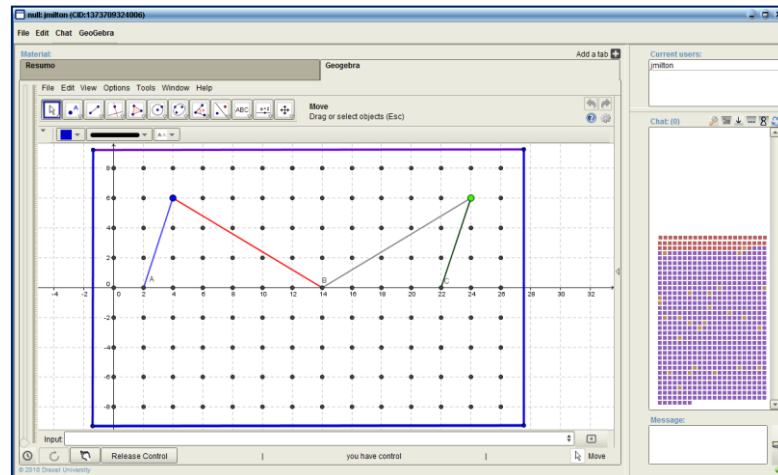 null: jmilton (CID:1373709324006)
File Edit Chat GeoGebra
Material:
Add a tab
Resumo
Geogebra
File Edit View Options Tools Window Help
ABC
a=1
Move
Drag or select objects (Esc)
8
6
4
2
0
-2
-4
-6
-8
-4 -2 0 2 4 6 8 10 12 14 16 18 20 22 24 26 28 30 32
A
B
C
Input:
Release Control
you have control
Move
© 2010 Drexel University
Current users:
jmilton
Chat: (0)
Message: